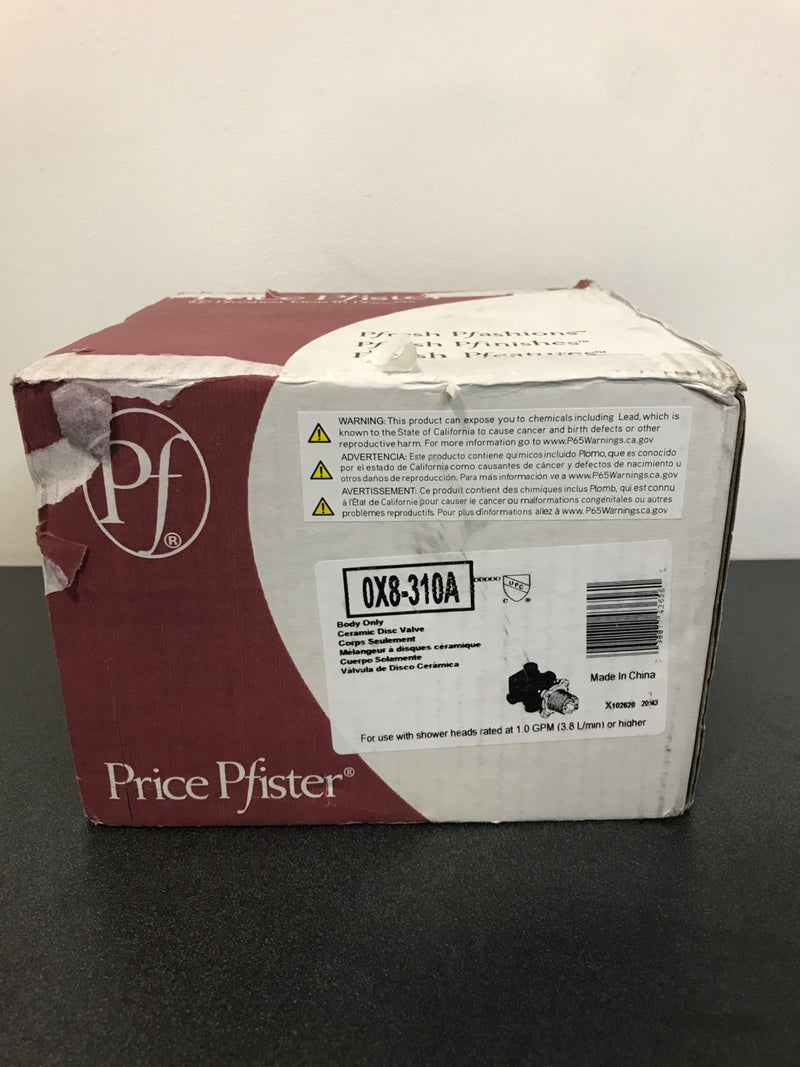 Price Pfister
Pfresh Pfashions™
Pfresh Pfinishes™
Pfresh Pfeatures™
Pf®
WARNING: This product can expose you to chemicals including Lead, which is
known to the State of California to cause cancer and birth defects or other
reproductive harm. For more information go to www.P65Warnings.ca.gov
ADVERTENCIA: Este producto contiene químicos incluido Plomo, que es conocido
por el estado de California como causantes de cáncer y defectos de nacimiento u
otros daños de reproducción. Para más información ve a www.P65Warnings.ca.gov
AVERTISSEMENT: Ce produit contient des chimiques inclus Plomb, qui est connu
à l'État de Californie pour causer le cancer ou malformations congénitales ou autres
problèmes reproductifs. Pour plus d'informations allez à www.P65Warnings.ca.gov
0X8-310A
UPC
Body Only
Ceramic Disc Valve
Corps Seulement
Mélangeur à disques céramique
Cuerpo Solamente
Válvula de Disco Cerámica
Made In China
X102620 20143
For use with shower heads rated at 1.0 GPM (3.8 L/min) or higher
Price Pfister®